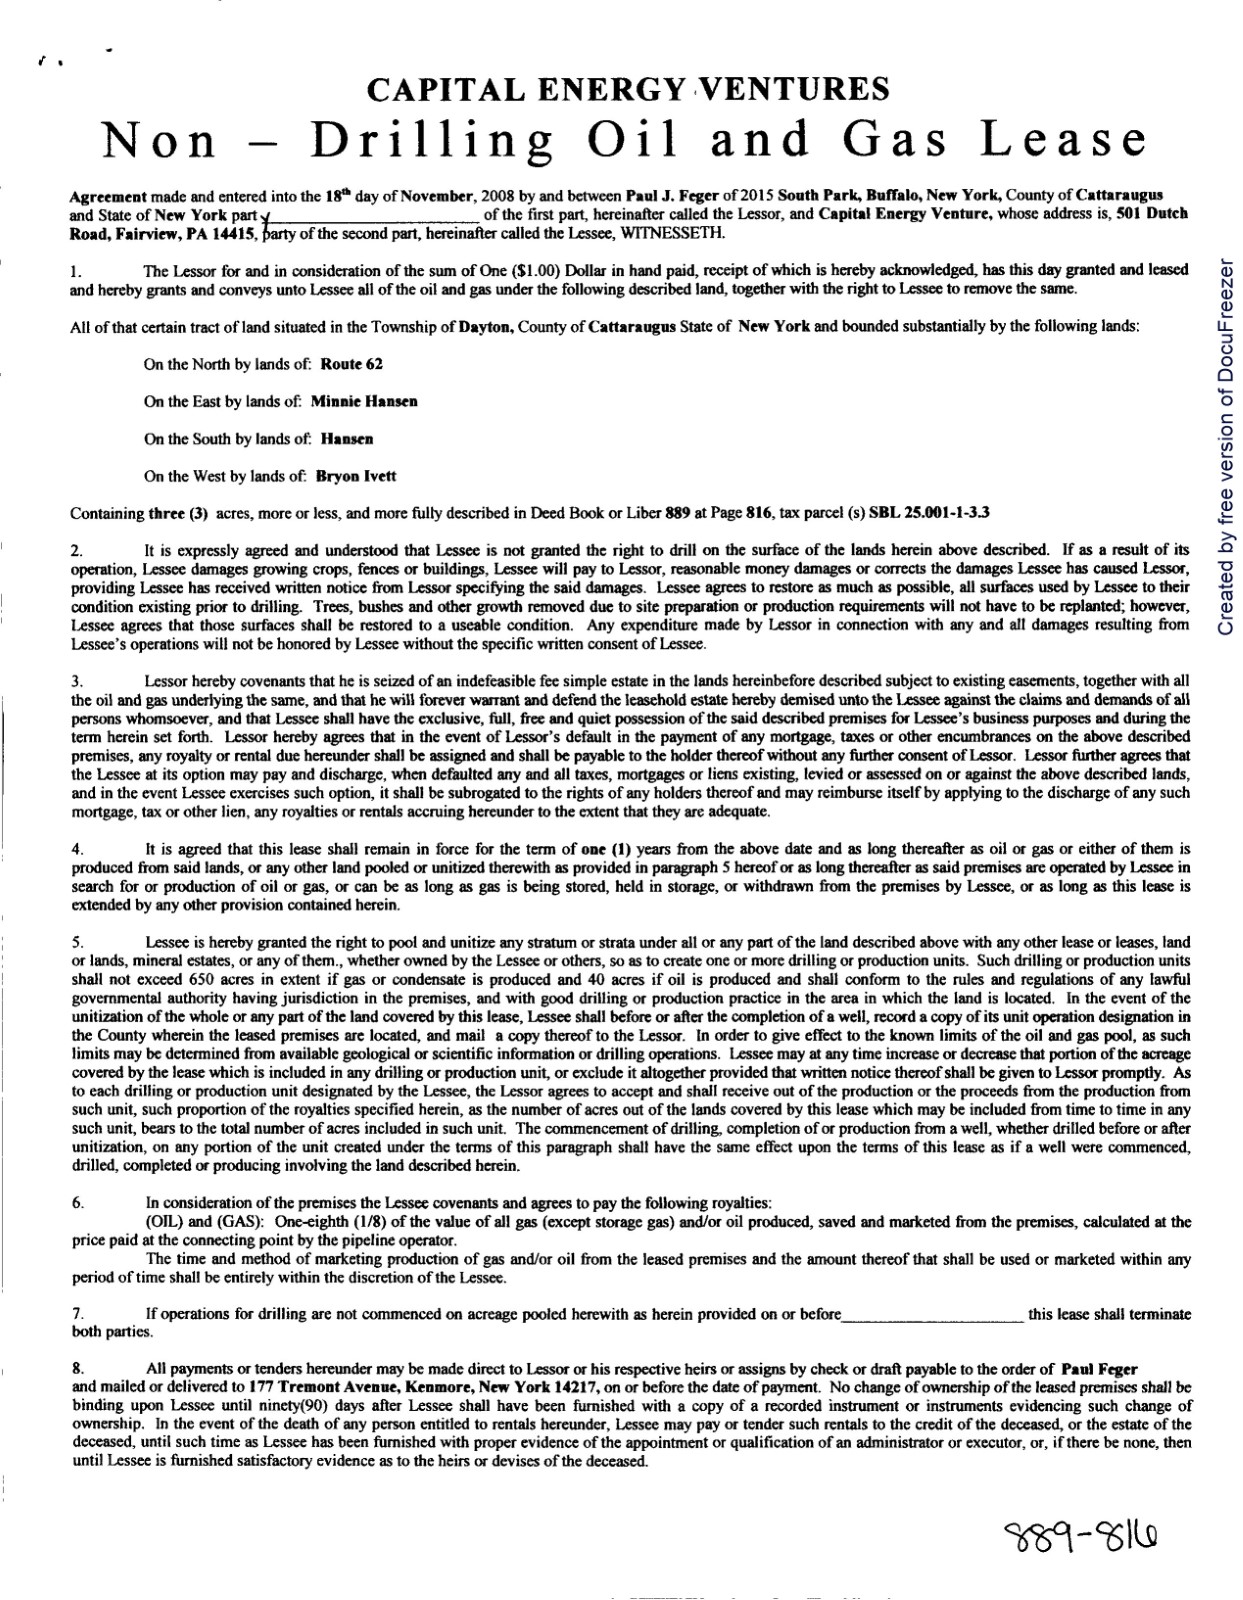 CAPITAL ENERGY VENTURES
Non – Drilling Oil and Gas Lease
Agreement made and entered into the 18th day of November, 2008 by and between Paul J. Feger of 2015 South Park, Buffalo, New York, County of Cattaraugus
and State of New York part y____________________ of the first part, hereinafter called the Lessor, and Capital Energy Venture, whose address is, 501 Dutch
Road, Fairview, PA 14415, party of the second part, hereinafter called the Lessee, WITNESSETH.
1. The Lessor for and in consideration of the sum of One ($1.00) Dollar in hand paid, receipt of which is hereby acknowledged, has this day granted and leased
and hereby grants and conveys unto Lessee all of the oil and gas under the following described land, together with the right to Lessee to remove the same.
All of that certain tract of land situated in the Township of Dayton, County of Cattaraugus State of New York and bounded substantially by the following lands:
On the North by lands of: Route 62
On the East by lands of: Minnie Hansen
On the South by lands of: Hansen
On the West by lands of: Bryon Ivett
Containing three (3) acres, more or less, and more fully described in Deed Book or Liber 889 at Page 816, tax parcel (s) SBL 25.001-1-3.3
2. It is expressly agreed and understood that Lessee is not granted the right to drill on the surface of the lands herein above described. If as a result of its
operation, Lessee damages growing crops, fences or buildings, Lessee will pay to Lessor, reasonable money damages or corrects the damages Lessee has caused Lessor,
providing Lessee has received written notice from Lessor specifying the said damages. Lessee agrees to restore as much as possible, all surfaces used by Lessee to their
condition existing prior to drilling. Trees, bushes and other growth removed due to site preparation or production requirements will not have to be replanted; however,
Lessee agrees that those surfaces shall be restored to a useable condition. Any expenditure made by Lessor in connection with any and all damages resulting from
Lessee's operations will not be honored by Lessee without the specific written consent of Lessee.
3. Lessor hereby covenants that he is seized of an indefeasible fee simple estate in the lands hereinbefore described subject to existing easements, together with all
the oil and gas underlying the same, and that he will forever warrant and defend the leasehold estate hereby demised unto the Lessee against the claims and demands of all
persons whomsoever, and that Lessee shall have the exclusive, full, free and quiet possession of the said described premises for Lessee's business purposes and during the
term herein set forth. Lessor hereby agrees that in the event of Lessor's default in the payment of any mortgage, taxes or other encumbrances on the above described
premises, any royalty or rental due hereunder shall be assigned and shall be payable to the holder thereof without any further consent of Lessor. Lessor further agrees that
the Lessee at its option may pay and discharge, when defaulted any and all taxes, mortgages or liens existing, levied or assessed on or against the above described lands,
and in the event Lessee exercises such option, it shall be subrogated to the rights of any holders thereof and may reimburse itself by applying to the discharge of any such
mortgage, tax or other lien, any royalties or rentals accruing hereunder to the extent that they are adequate.
4. It is agreed that this lease shall remain in force for the term of one (1) years from the above date and as long thereafter as oil or gas or either of them is
produced from said lands, or any other land pooled or unitized therewith as provided in paragraph 5 hereof or as long thereafter as said premises are operated by Lessee in
search for or production of oil or gas, or can be as long as gas is being stored, held in storage, or withdrawn from the premises by Lessee, or as long as this lease is
extended by any other provision contained herein.
5. Lessee is hereby granted the right to pool and unitize any stratum or strata under all or any part of the land described above with any other lease or leases, land
or lands, mineral estates, or any of them., whether owned by the Lessee or others, so as to create one or more drilling or production units. Such drilling or production units
shall not exceed 650 acres in extent if gas or condensate is produced and 40 acres if oil is produced and shall conform to the rules and regulations of any lawful
governmental authority having jurisdiction in the premises, and with good drilling or production practice in the area in which the land is located. In the event of the
unitization of the whole or any part of the land covered by this lease, Lessee shall before or after the completion of a well, record a copy of its unit operation designation in
the County wherein the leased premises are located, and mail a copy thereof to the Lessor. In order to give effect to the known limits of the oil and gas pool, as such
limits may be determined from available geological or scientific information or drilling operations. Lessee may at any time increase or decrease that portion of the acreage
covered by the lease which is included in any drilling or production unit, or exclude it altogether provided that written notice thereof shall be given to Lessor promptly. As
to each drilling or production unit designated by the Lessee, the Lessor agrees to accept and shall receive out of the production or the proceeds from the production from
such unit, such proportion of the royalties specified herein, as the number of acres out of the lands covered by this lease which may be included from time to time in any
such unit, bears to the total number of acres included in such unit. The commencement of drilling, completion of or production from a well, whether drilled before or after
unitization, on any portion of the unit created under the terms of this paragraph shall have the same effect upon the terms of this lease as if a well were commenced,
drilled, completed or producing involving the land described herein.
6. In consideration of the premises the Lessee covenants and agrees to pay the following royalties:
(OIL) and (GAS): One-eighth (1/8) of the value of all gas (except storage gas) and/or oil produced, saved and marketed from the premises, calculated at the
price paid at the connecting point by the pipeline operator.
The time and method of marketing production of gas and/or oil from the leased premises and the amount thereof that shall be used or marketed within any
period of time shall be entirely within the discretion of the Lessee.
7. If operations for drilling are not commenced on acreage pooled herewith as herein provided on or before____________________ this lease shall terminate
both parties.
8. All payments or tenders hereunder may be made direct to Lessor or his respective heirs or assigns by check or draft payable to the order of Paul Feger
and mailed or delivered to 177 Tremont Avenue, Kenmore, New York 14217, on or before the date of payment. No change of ownership of the leased premises shall be
binding upon Lessee until ninety(90) days after Lessee shall have been furnished with a copy of a recorded instrument or instruments evidencing such change of
ownership. In the event of the death of any person entitled to rentals hereunder, Lessee may pay or tender such rentals to the credit of the deceased, or the estate of the
deceased, until such time as Lessee has been furnished with proper evidence of the appointment or qualification of an administrator or executor, or, if there be none, then
until Lessee is furnished satisfactory evidence as to the heirs or devises of the deceased.
889-816
Created by free version of DocuFreezer